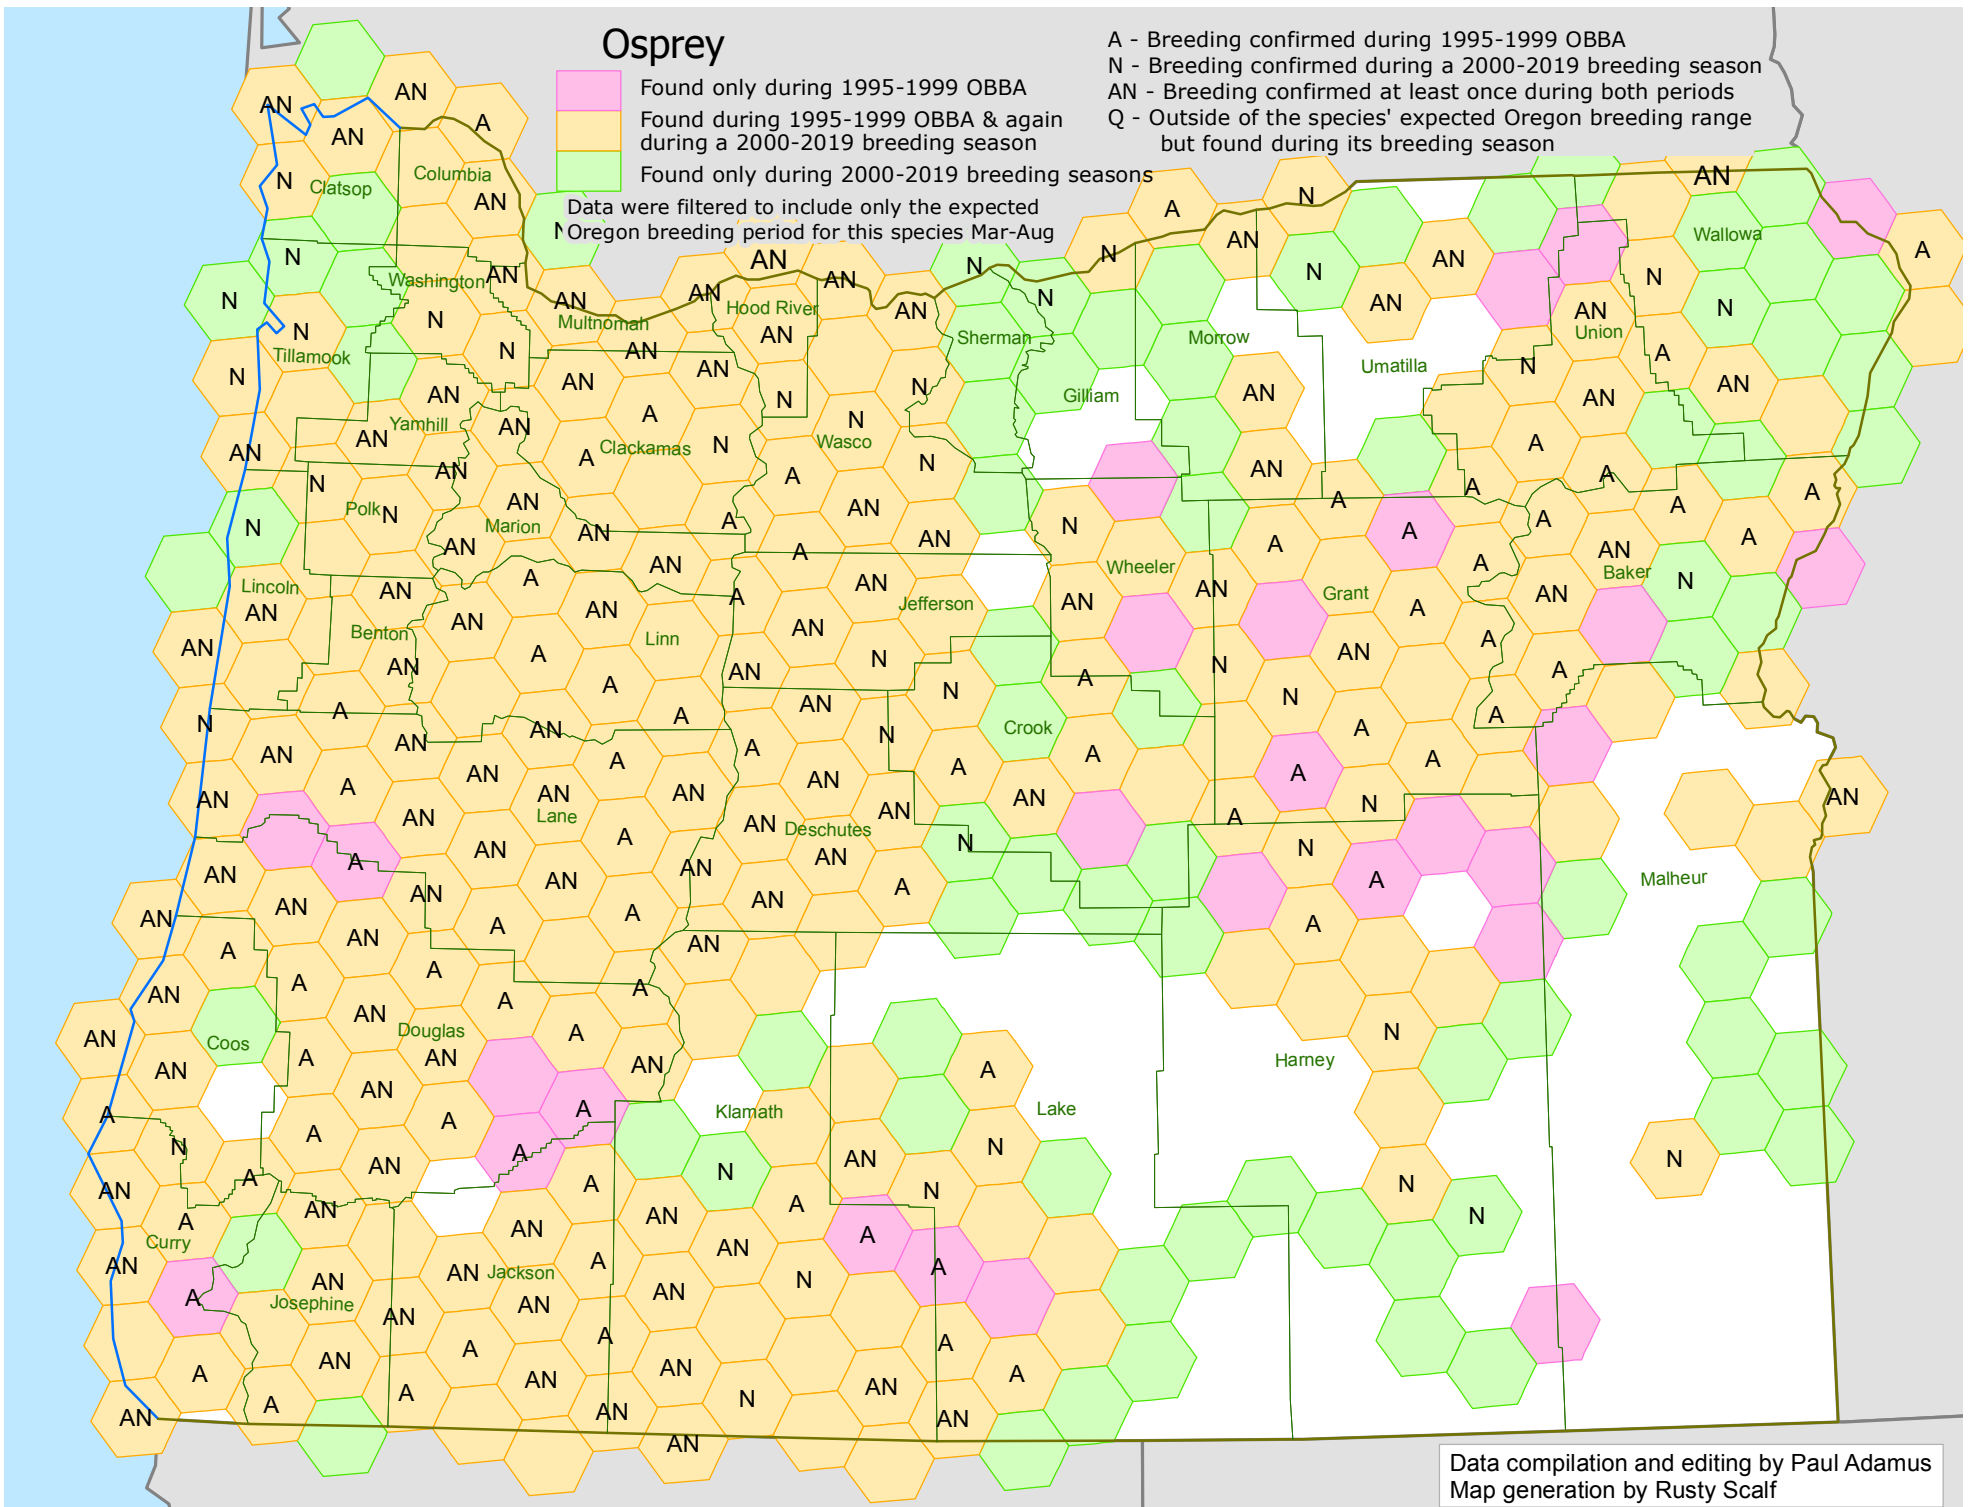 Osprey
Found only during 1995-1999 OBBA
Found during 1995-1999 OBBA & again
during a 2000-2019 breeding season
Found only during 2000-2019 breeding seasons
Data were filtered to include only the expected
Oregon breeding period for this species Mar-Aug
A - Breeding confirmed during 1995-1999 OBBA
N - Breeding confirmed during a 2000-2019 breeding season
AN - Breeding confirmed at least once during both periods
Q - Outside of the species' expected Oregon breeding range
but found during its breeding season
Clatsop
Columbia
Washington
Tillamook
Multnomah
Hood River
Sherman
Gilliam
Morrow
Umatilla
Union
Wallowa
Yamhill
Clackamas
Wasco
Polk
Marion
Lincoln
Benton
Linn
Jefferson
Wheeler
Grant
Baker
Crook
Lane
Deschutes
Malheur
Coos
Douglas
Klamath
Lake
Harney
Curry
Josephine
Jackson
Data compilation and editing by Paul Adamus
Map generation by Rusty Scalf